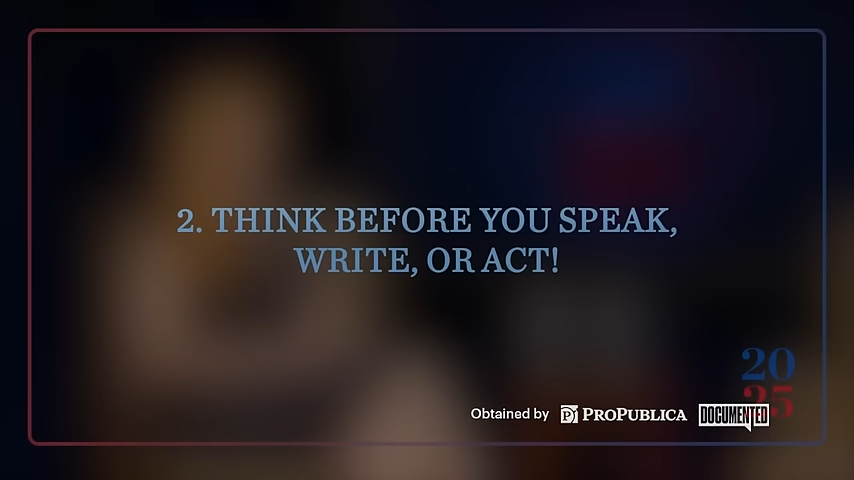 2. THINK BEFORE YOU SPEAK,
WRITE, OR ACT!
20
25
Obtained by PROPUBLICA DOCUMENTED